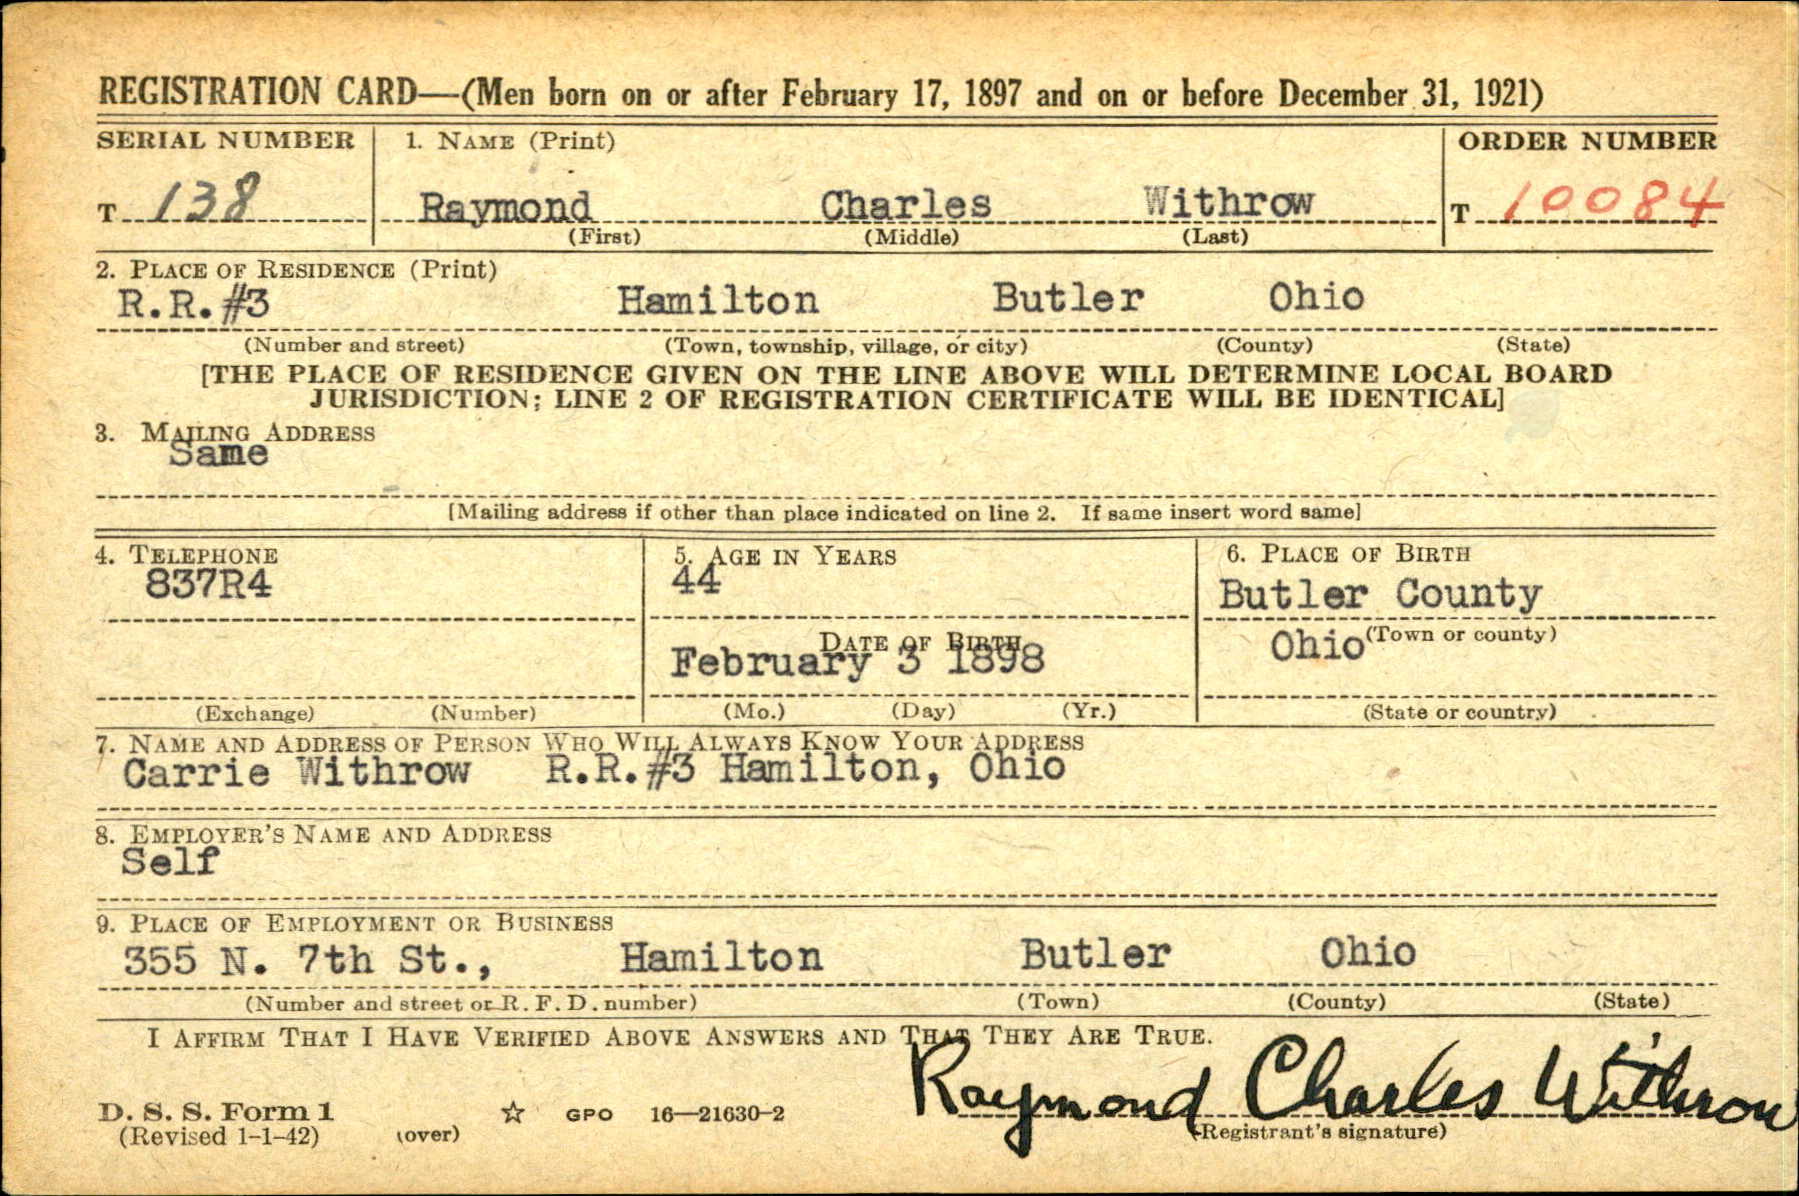 REGISTRATION CARD—(Men born on or after February 17, 1897 and on or before December 31, 1921)
SERIAL NUMBER 1. NAME (Print) ORDER NUMBER
T 138 Raymond Charles Withrow T 10084
(First) (Middle) (Last)
2. PLACE OF RESIDENCE (Print)
R.R.#3 Hamilton Butler Ohio
(Number and street) (Town, township, village, or city) (County) (State)
[THE PLACE OF RESIDENCE GIVEN ON THE LINE ABOVE WILL DETERMINE LOCAL BOARD
JURISDICTION; LINE 2 OF REGISTRATION CERTIFICATE WILL BE IDENTICAL]
3. MAILING ADDRESS
Same
[Mailing address if other than place indicated on line 2. If same insert word same]
4. TELEPHONE 5. AGE IN YEARS 6. PLACE OF BIRTH
837R4 44 Butler County
DATE OF BIRTH (Town or county)
February 3 1898 Ohio
(Exchange) (Number) (Mo.) (Day) (Yr.) (State or country)
7. NAME AND ADDRESS OF PERSON WHO WILL ALWAYS KNOW YOUR ADDRESS
Carrie Withrow R.R.#3 Hamilton, Ohio
8. EMPLOYER'S NAME AND ADDRESS
Self
9. PLACE OF EMPLOYMENT OR BUSINESS
355 N. 7th St., Hamilton Butler Ohio
(Number and street or R. F. D. number) (Town) (County) (State)
I AFFIRM THAT I HAVE VERIFIED ABOVE ANSWERS AND THAT THEY ARE TRUE.
Raymond Charles Withrow
D. S. S. Form 1 GPO 16—21630-2
(Revised 1-1-42) (over) (Registrant's signature)